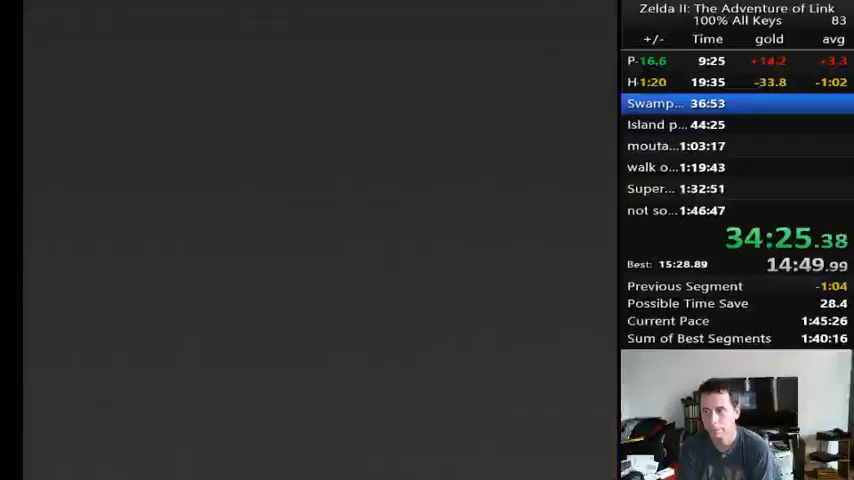 Zelda II: The Adventure of Link
100% All Keys 83
+/- Time gold avg
P-16.6 9:25 +14.2 +3.3
H-1:20 19:35 -33.8 -1:02
Swamp... 36:53
Island p... 44:25
mouta... 1:03:17
walk o... 1:19:43
Super... 1:32:51
not so... 1:46:47
34:25.38
Best: 15:28.89 14:49.99
Previous Segment -1:04
Possible Time Save 28.4
Current Pace 1:45:26
Sum of Best Segments 1:40:16